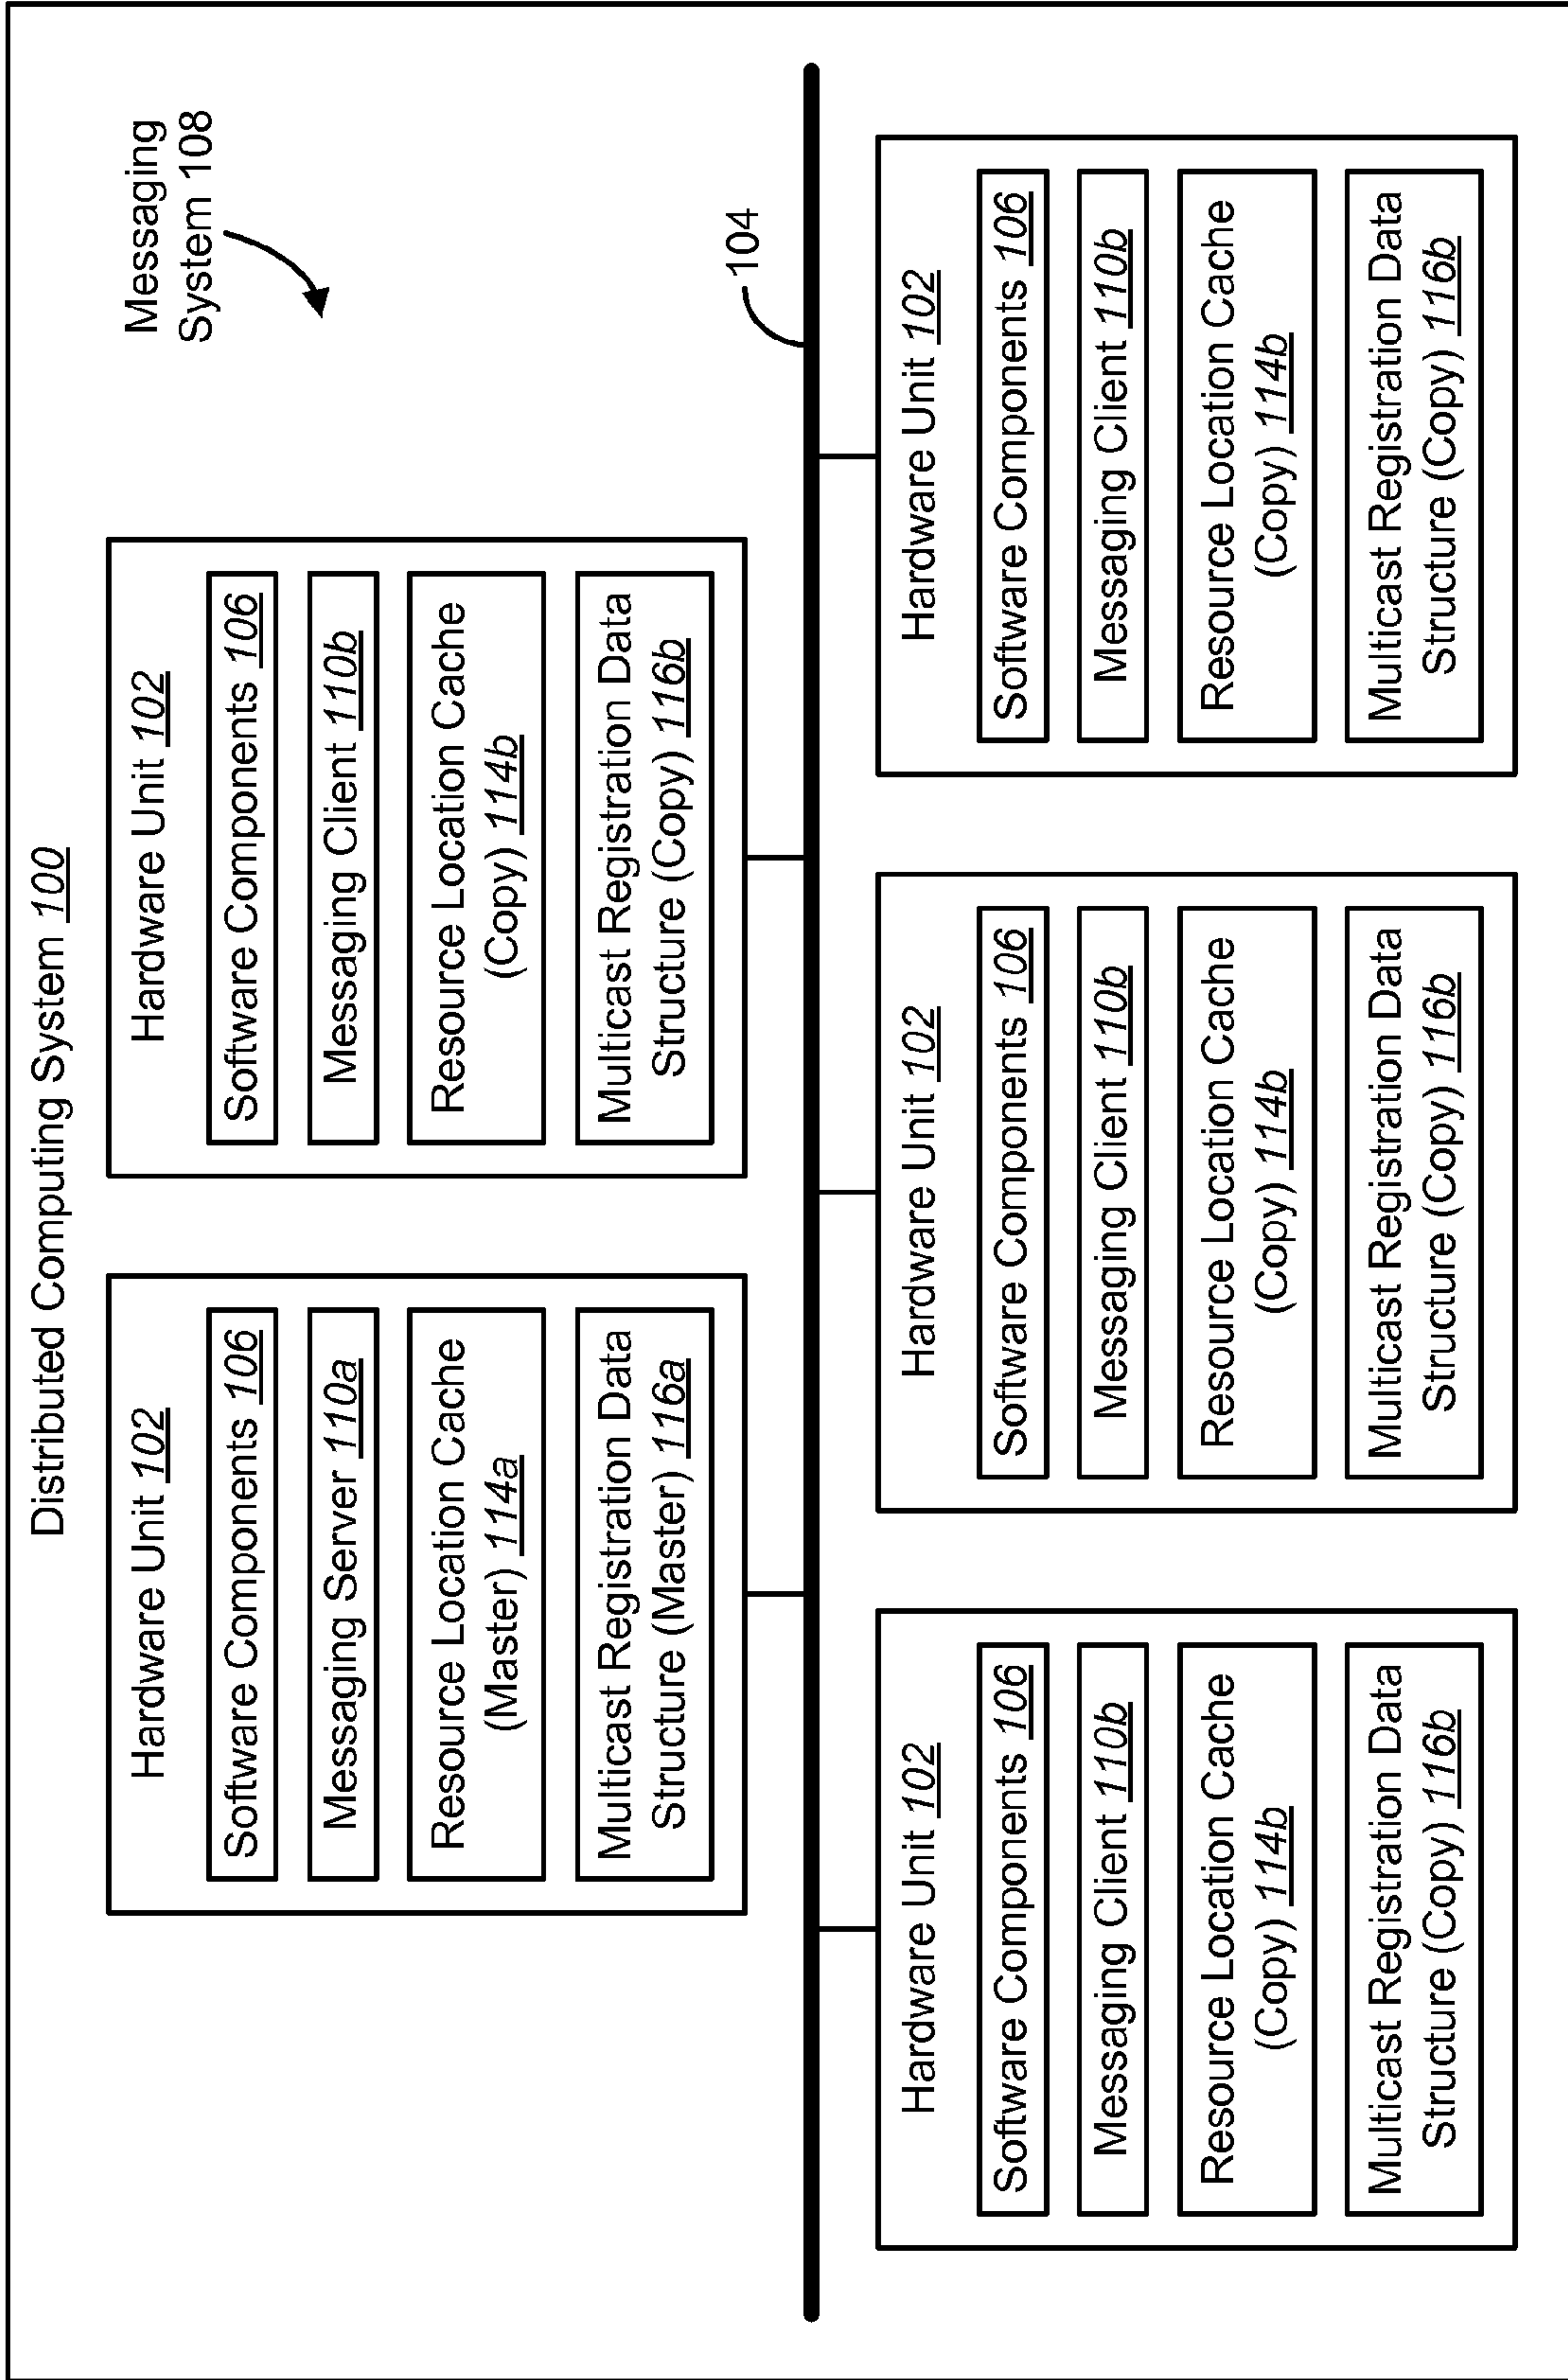 Distributed Computing System 100
Messaging
System 108
Hardware Unit 102
Software Components 106
Messaging Server 110a
Resource Location Cache
(Master) 114a
Multicast Registration Data
Structure (Master) 116a
Hardware Unit 102
Software Components 106
Messaging Client 110b
Resource Location Cache
(Copy) 114b
Multicast Registration Data
Structure (Copy) 116b
104
Hardware Unit 102
Software Components 106
Messaging Client 110b
Resource Location Cache
(Copy) 114b
Multicast Registration Data
Structure (Copy) 116b
Hardware Unit 102
Software Components 106
Messaging Client 110b
Resource Location Cache
(Copy) 114b
Multicast Registration Data
Structure (Copy) 116b
Hardware Unit 102
Software Components 106
Messaging Client 110b
Resource Location Cache
(Copy) 114b
Multicast Registration Data
Structure (Copy) 116b